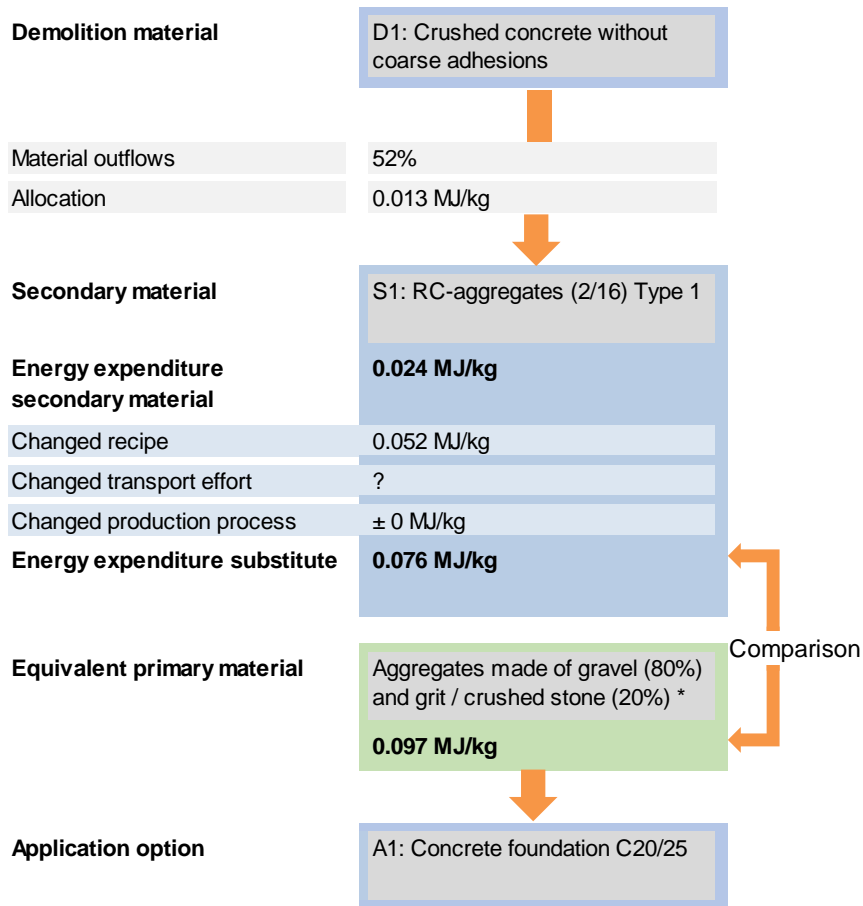 Demolition material
D1: Crushed concrete without
coarse adhesions
Material outflows
52%
Allocation
0.013 MJ/kg
Secondary material
S1: RC-aggregates (2/16) Type 1
Energy expenditure
secondary material
0.024 MJ/kg
Changed recipe
0.052 MJ/kg
Changed transport effort
?
Changed production process
± 0 MJ/kg
Energy expenditure substitute
0.076 MJ/kg
Comparison
Equivalent primary material
Aggregates made of gravel (80%)
and grit / crushed stone (20%) *
0.097 MJ/kg
Application option
A1: Concrete foundation C20/25